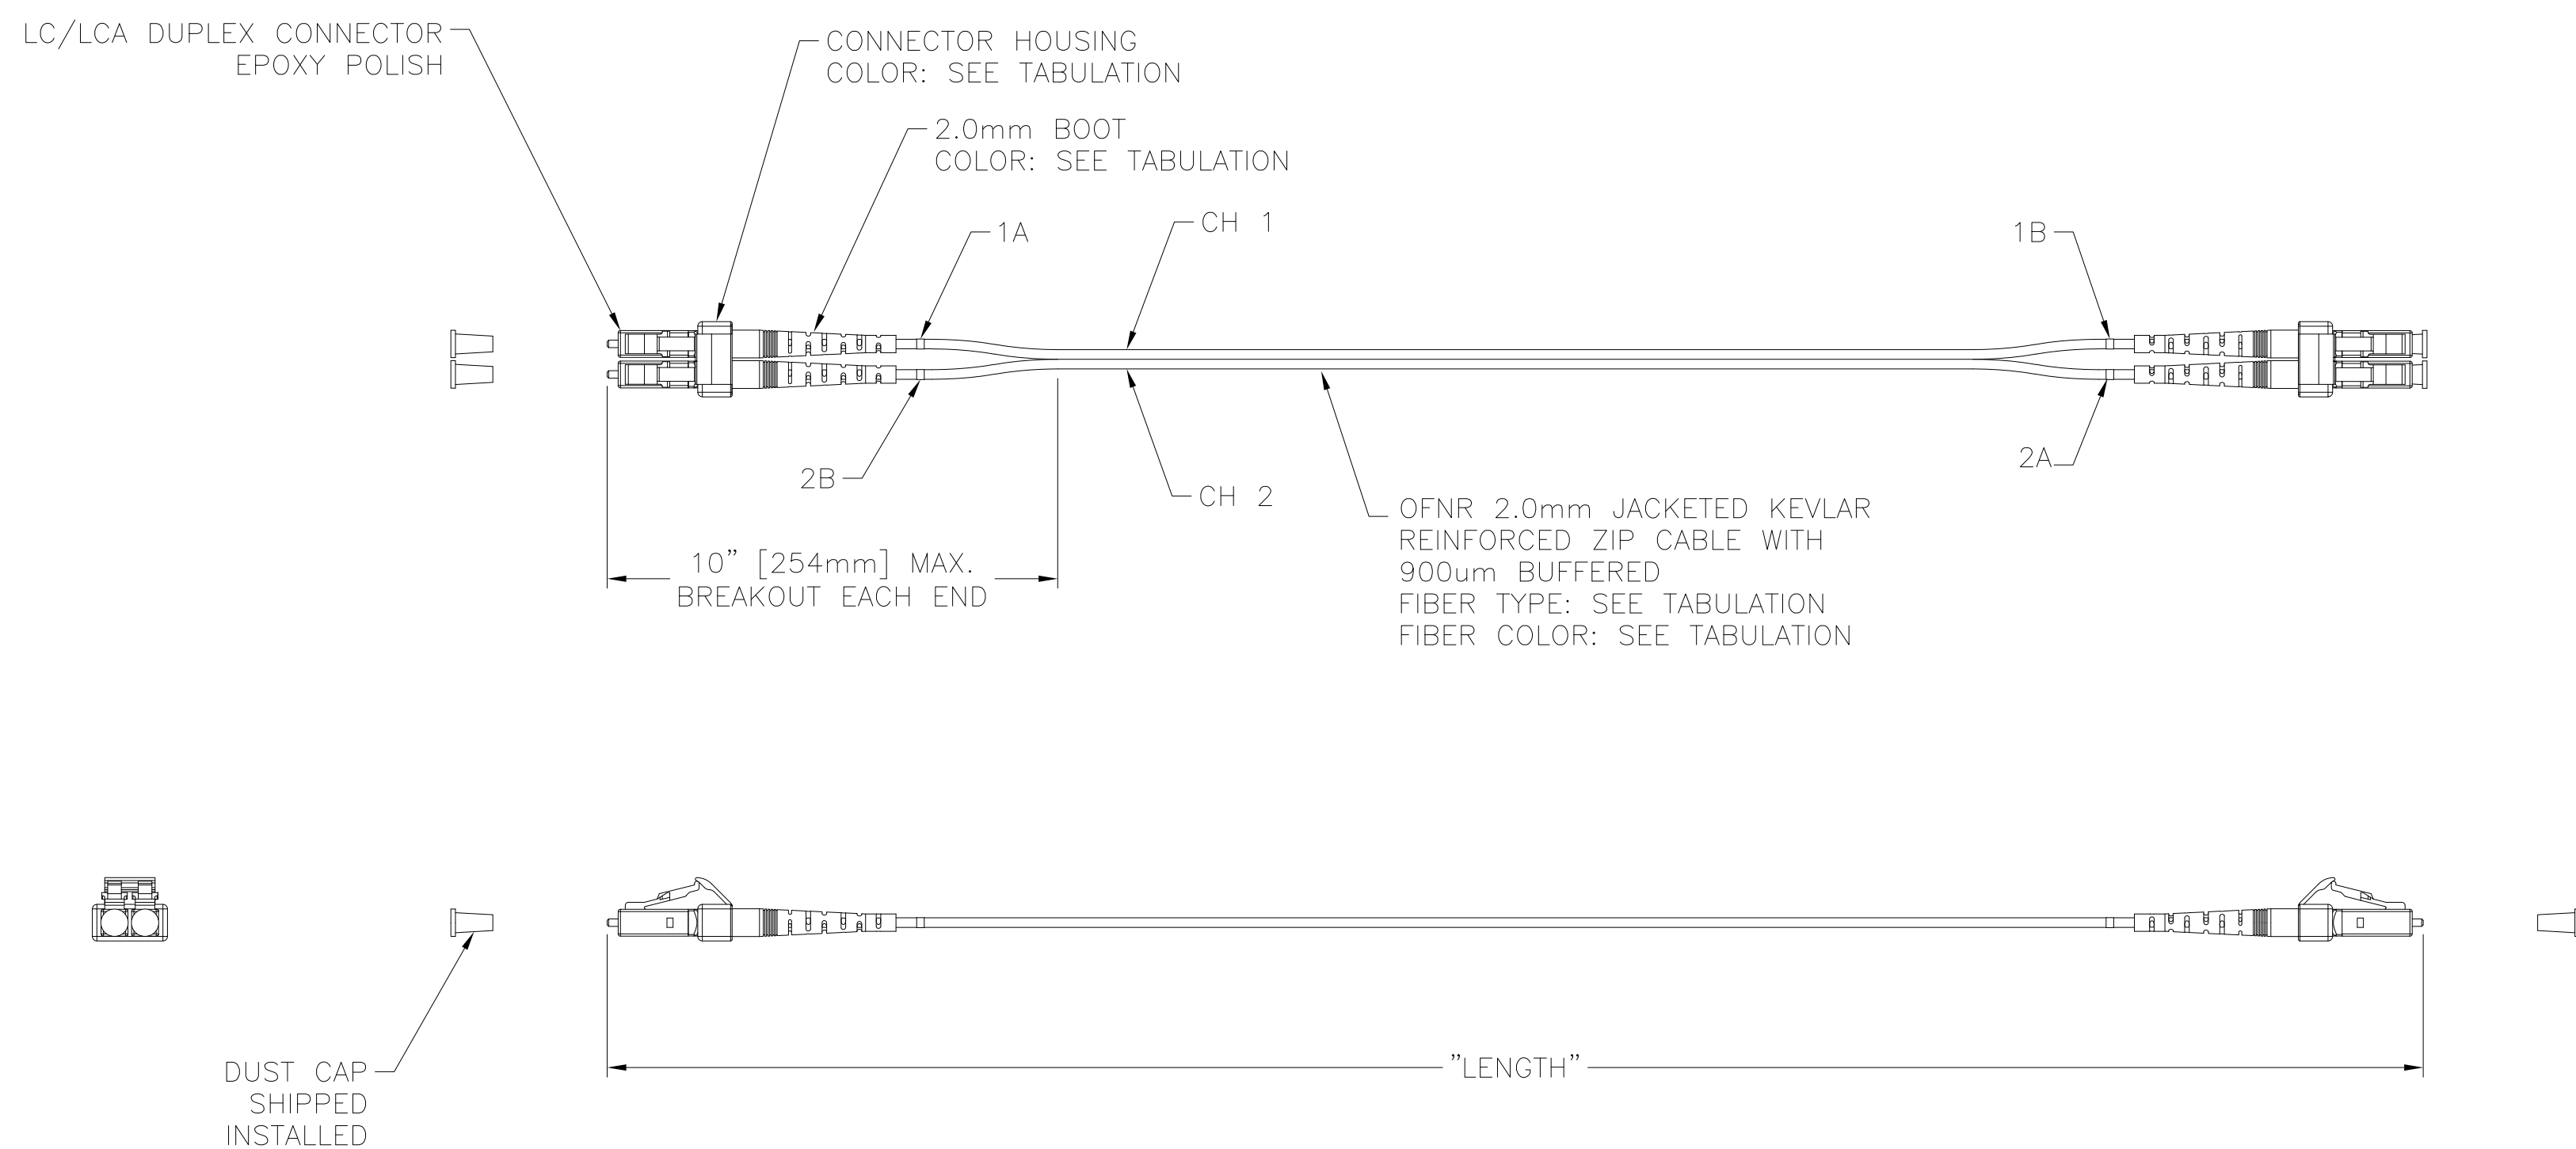 LC/LCA DUPLEX CONNECTOR
EPOXY POLISH
CONNECTOR HOUSING
COLOR: SEE TABULATION
2.0mm BOOT
COLOR: SEE TABULATION
1A
CH 1
1B
2B
CH 2
2A
10" [254mm] MAX.
BREAKOUT EACH END
OFNR 2.0mm JACKETED KEVLAR
REINFORCED ZIP CABLE WITH
900um BUFFERED
FIBER TYPE: SEE TABULATION
FIBER COLOR: SEE TABULATION
DUST CAP
SHIPPED
INSTALLED
"LENGTH"